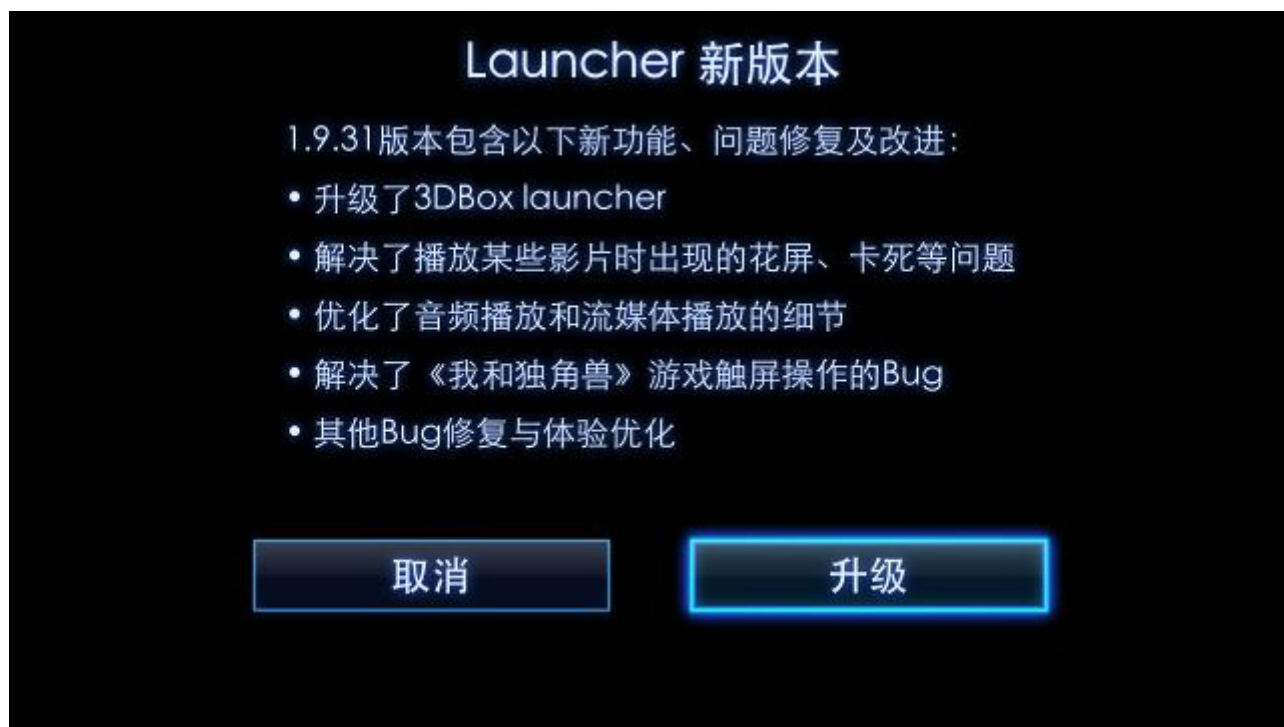 Launcher 新版本
1.9.31版本包含以下新功能、问题修复及改进：
• 升级了3DBox launcher
• 解决了播放某些影片时出现的花屏、卡死等问题
• 优化了音频播放和流媒体播放的细节
• 解决了《我和独角兽》游戏触屏操作的Bug
• 其他Bug修复与体验优化
取消
升级